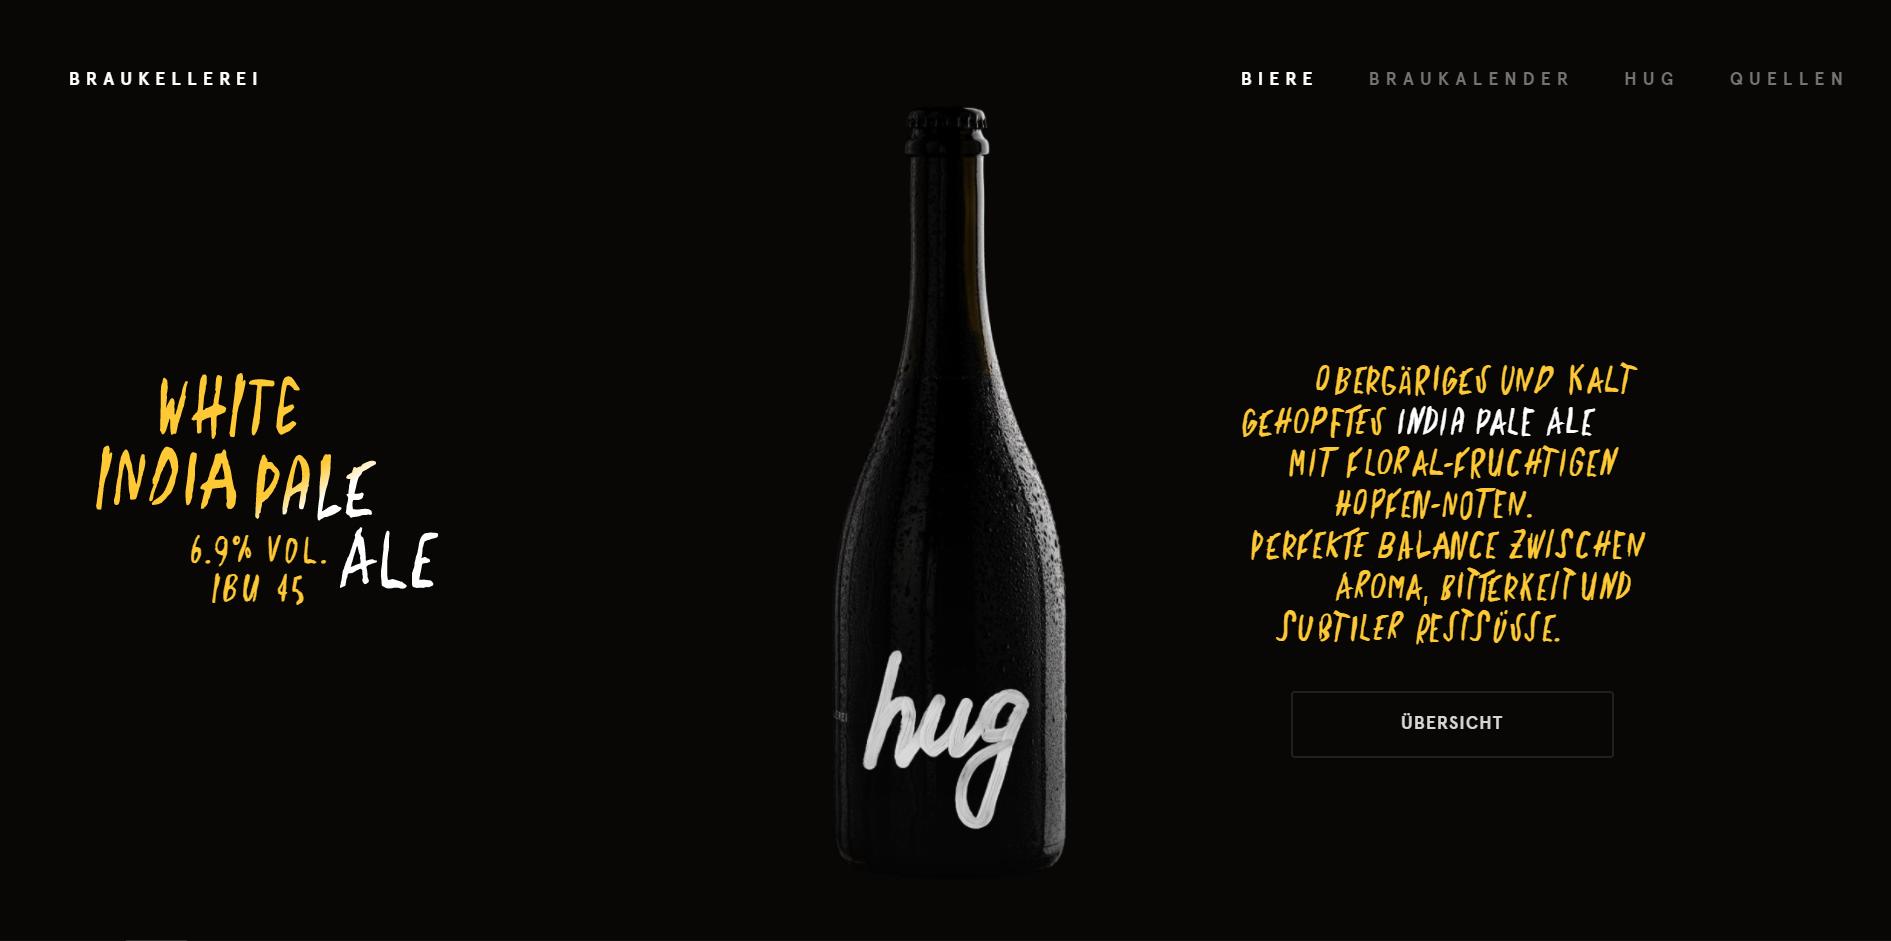 BRAUKELLEREI
BIERE BRAUKALENDER HUG QUELLEN
WHITE
INDIA PALE
6.9% VOL. ALE
IBU 45
OBERGÄRIGES UND KALT
GEHOPFTES INDIA PALE ALE
MIT FLORAL-FRUCHTIGEN
HOPFEN-NOTEN.
PERFEKTE BALANCE ZWISCHEN
AROMA, BITTERKEIT UND
SUBTILER RESTSÜSSE.
hug
ÜBERSICHT